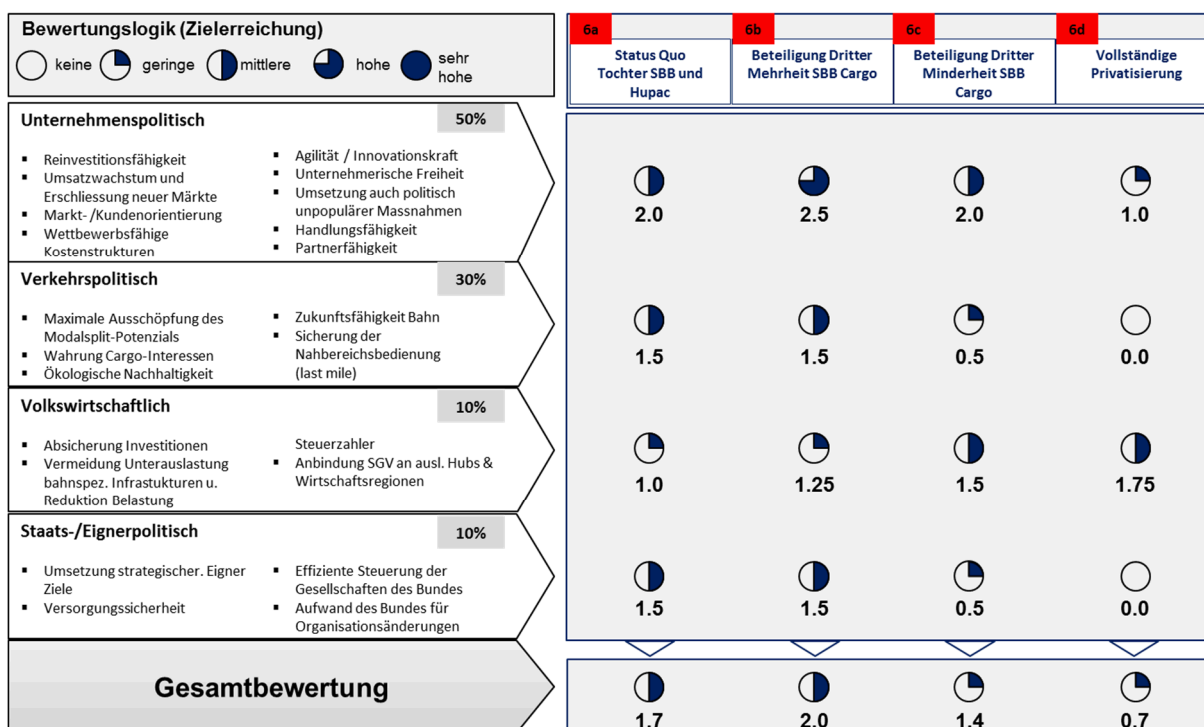 Bewertungslogik (Zielerreichung)
keine
geringe
mittlere
hohe
sehr
hohe
6a
6b
6c
6d
Status Quo
Tochter SBB und
Hupac
Beteiligung Dritter
Mehrheit SBB Cargo
Beteiligung Dritter
Minderheit SBB
Cargo
Vollständige
Privatisierung
Unternehmenspolitisch
50%
▪ Reinvestitionsfähigkeit
▪ Umsatzwachstum und
Erschliessung neuer Märkte
▪ Markt- /Kundenorientierung
▪ Wettbewerbsfähige
Kostenstrukturen
▪ Agilität / Innovationskraft
▪ Unternehmerische Freiheit
▪ Umsetzung auch politisch
unpopulärer Massnahmen
▪ Handlungsfähigkeit
▪ Partnerfähigkeit
2.0
2.5
2.0
1.0
Verkehrspolitisch
30%
▪ Maximale Ausschöpfung des
Modalsplit-Potenzials
▪ Wahrung Cargo-Interessen
▪ Ökologische Nachhaltigkeit
▪ Zukunftsfähigkeit Bahn
▪ Sicherung der
Nahbereichsbedienung
(last mile)
1.5
1.5
0.5
0.0
Volkswirtschaftlich
10%
▪ Absicherung Investitionen
▪ Vermeidung Unterauslastung
bahnspez. Infrastukturen u.
Reduktion Belastung
Steuerzahler
▪ Anbindung SGV an ausl. Hubs &
Wirtschaftsregionen
1.0
1.25
1.5
1.75
Staats-/Eignerpolitisch
10%
▪ Umsetzung strategischer. Eigner
Ziele
▪ Versorgungssicherheit
▪ Effiziente Steuerung der
Gesellschaften des Bundes
▪ Aufwand des Bundes für
Organisationsänderungen
1.5
1.5
0.5
0.0
Gesamtbewertung
1.7
2.0
1.4
0.7